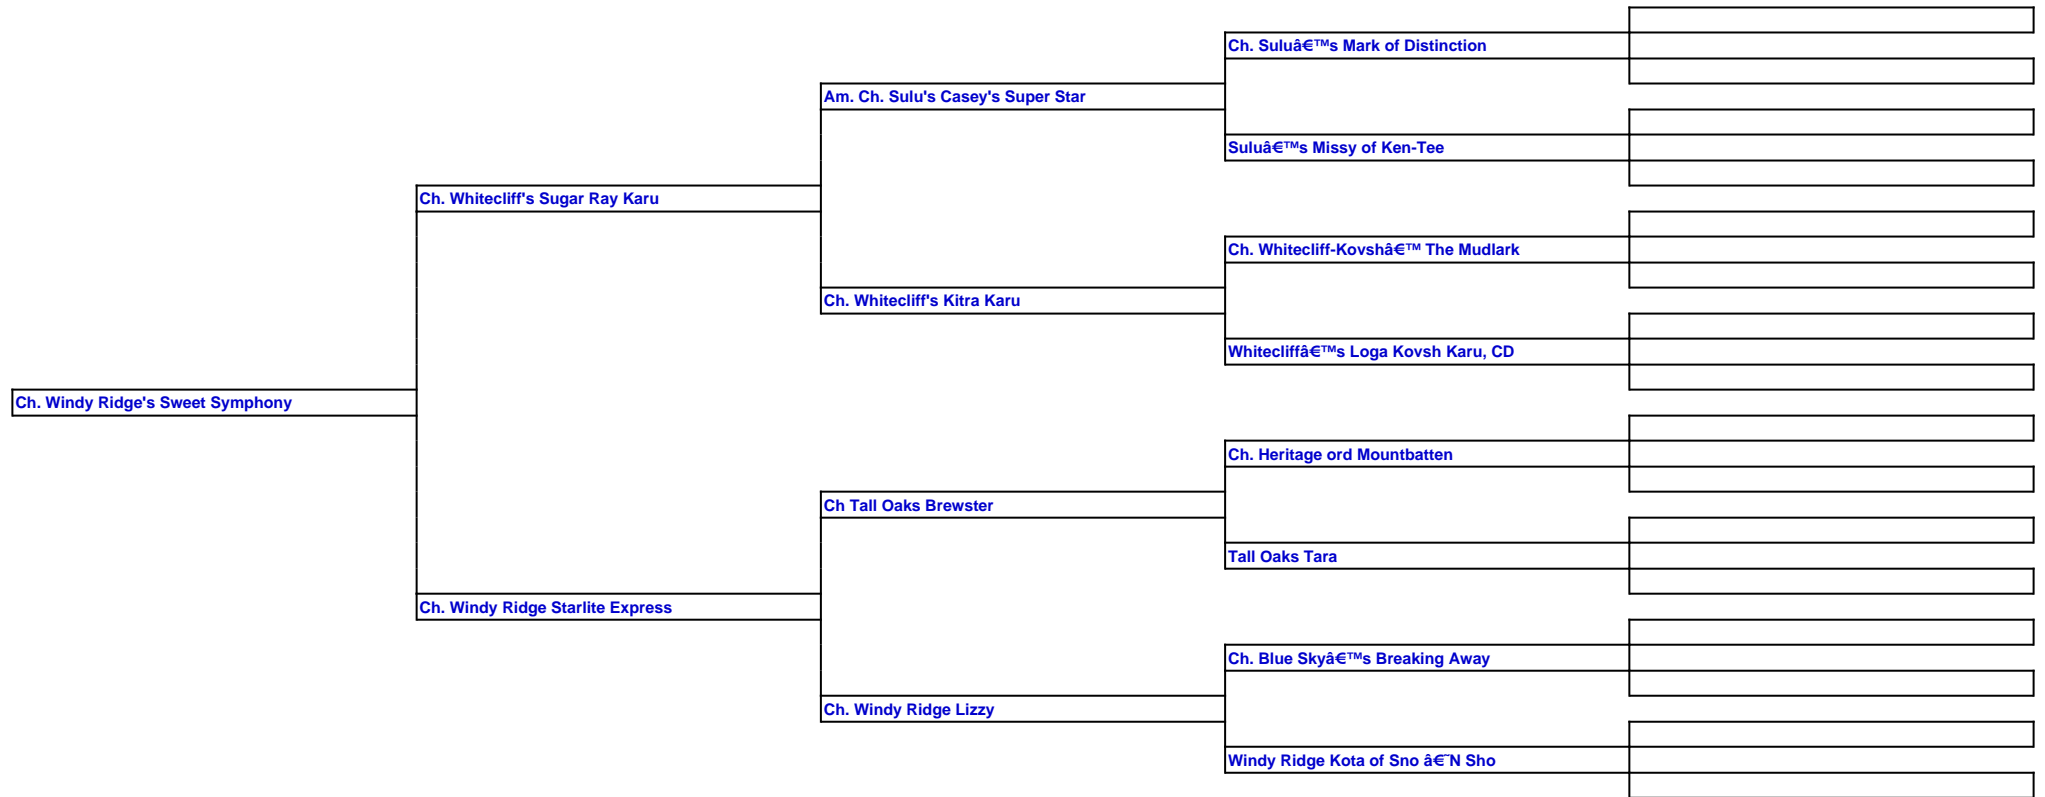 Ch. Suluâ€™s Mark of Distinction
Am. Ch. Sulu's Casey's Super Star
Suluâ€™s Missy of Ken-Tee
Ch. Whitecliff's Sugar Ray Karu
Ch. Whitecliff-Kovshâ€™ The Mudlark
Ch. Whitecliff's Kitra Karu
Whitecliffâ€™s Loga Kovsh Karu, CD
Ch. Windy Ridge's Sweet Symphony
Ch. Heritage ord Mountbatten
Ch Tall Oaks Brewster
Tall Oaks Tara
Ch. Windy Ridge Starlite Express
Ch. Blue Skyâ€™s Breaking Away
Ch. Windy Ridge Lizzy
Windy Ridge Kota of Sno â€˜N Sho